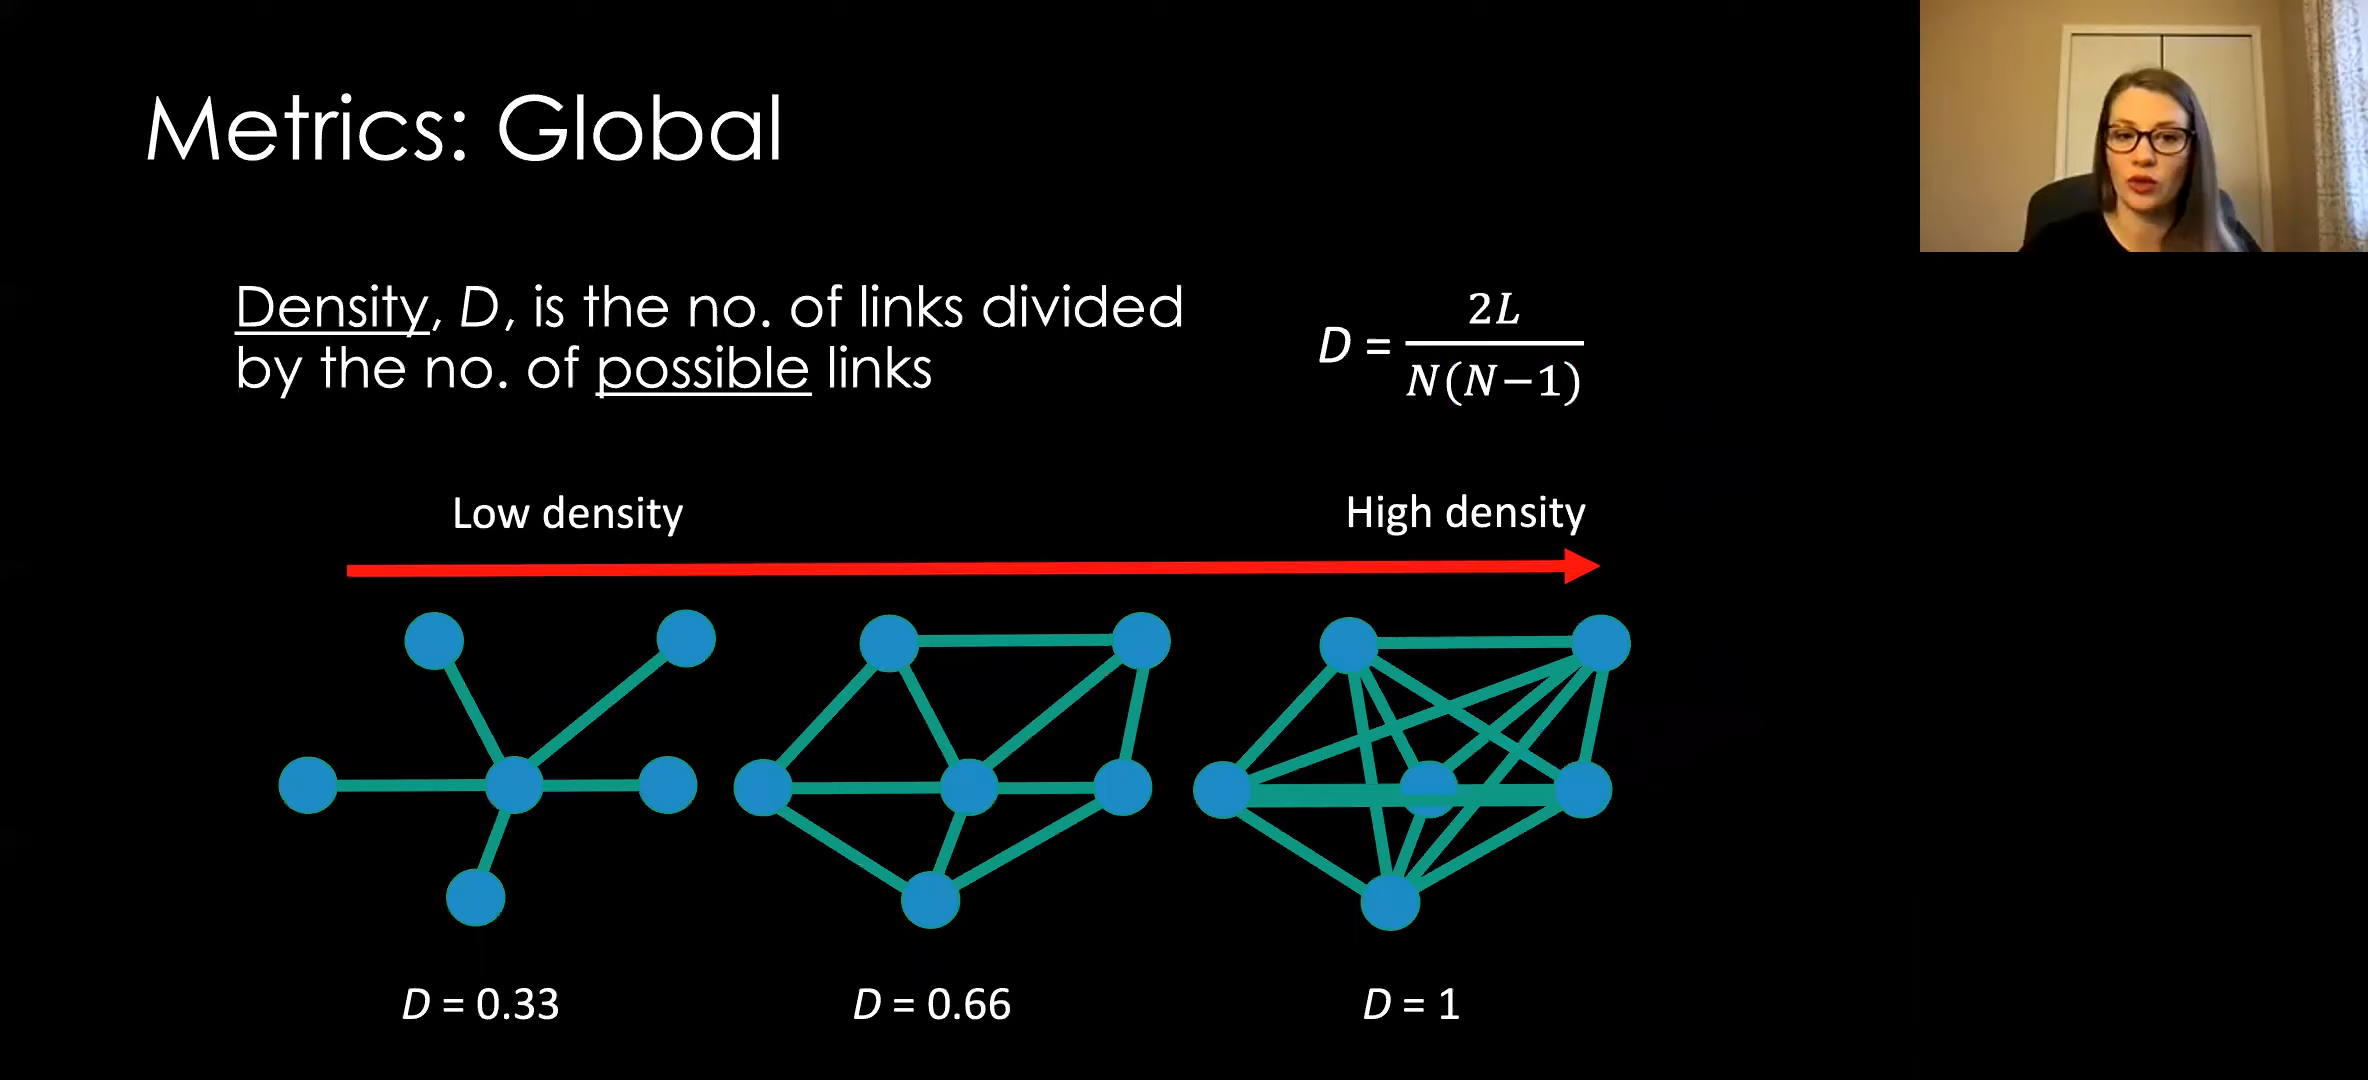 Metrics: Global
Density, D, is the no. of links divided
by the no. of possible links
D = 2L / N(N−1)
Low density
High density
D = 0.33
D = 0.66
D = 1